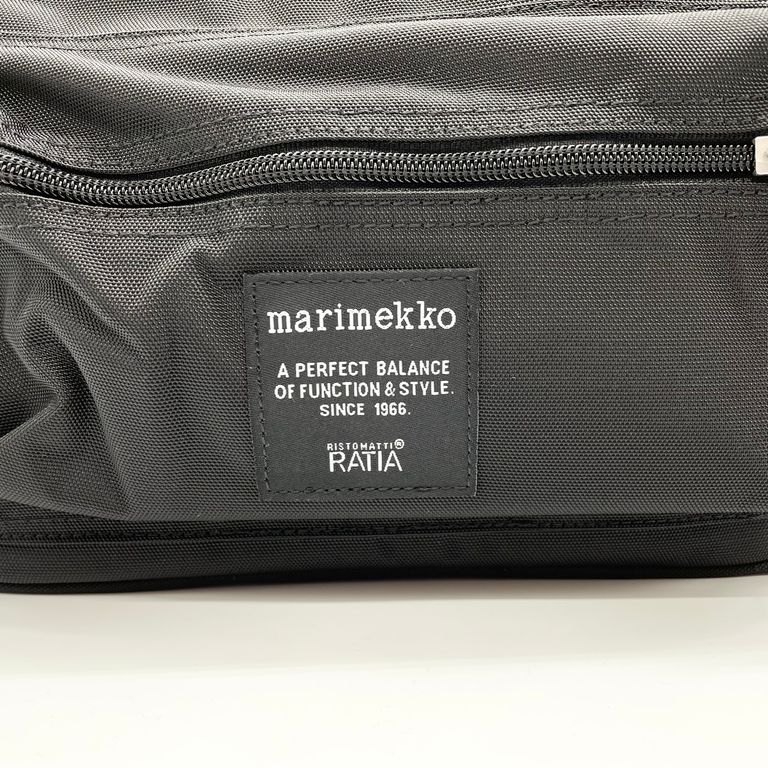 marimekko
A PERFECT BALANCE
OF FUNCTION & STYLE.
SINCE 1966.
RISTOMATTI®
RATIA